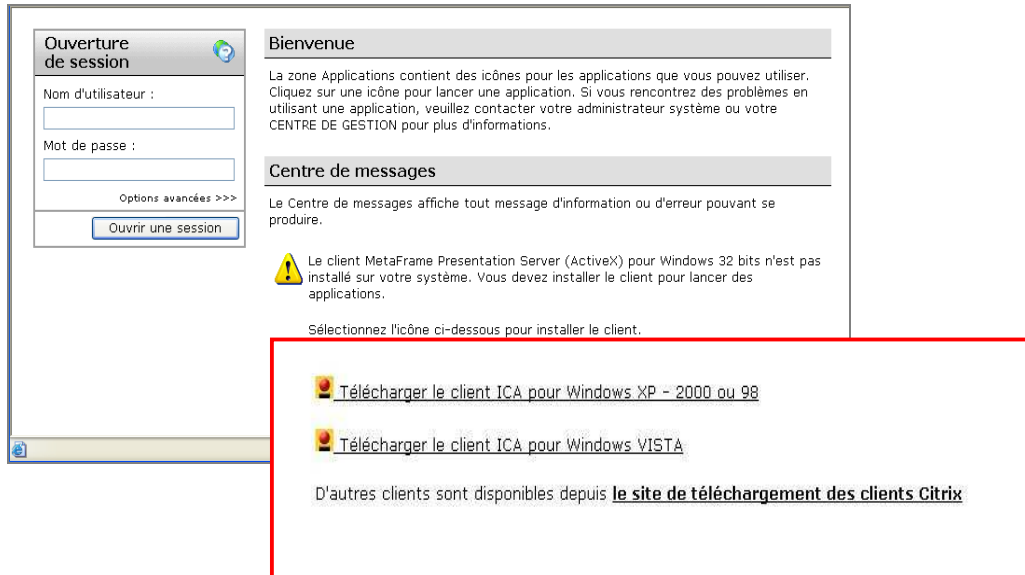 Ouverture
de session
Nom d'utilisateur :
Mot de passe :
Options avancées >>>
Ouvrir une session
Bienvenue
La zone Applications contient des icônes pour les applications que vous pouvez utiliser.
Cliquez sur une icône pour lancer une application. Si vous rencontrez des problèmes en
utilisant une application, veuillez contacter votre administrateur système ou votre
CENTRE DE GESTION pour plus d'informations.
Centre de messages
Le Centre de messages affiche tout message d'information ou d'erreur pouvant se
produire.
Le client MetaFrame Presentation Server (ActiveX) pour Windows 32 bits n'est pas
installé sur votre système. Vous devez installer le client pour lancer des
applications.
Sélectionnez l'icône ci-dessous pour installer le client.
Télécharger le client ICA pour Windows XP - 2000 ou 98
Télécharger le client ICA pour Windows VISTA
D'autres clients sont disponibles depuis le site de téléchargement des clients Citrix